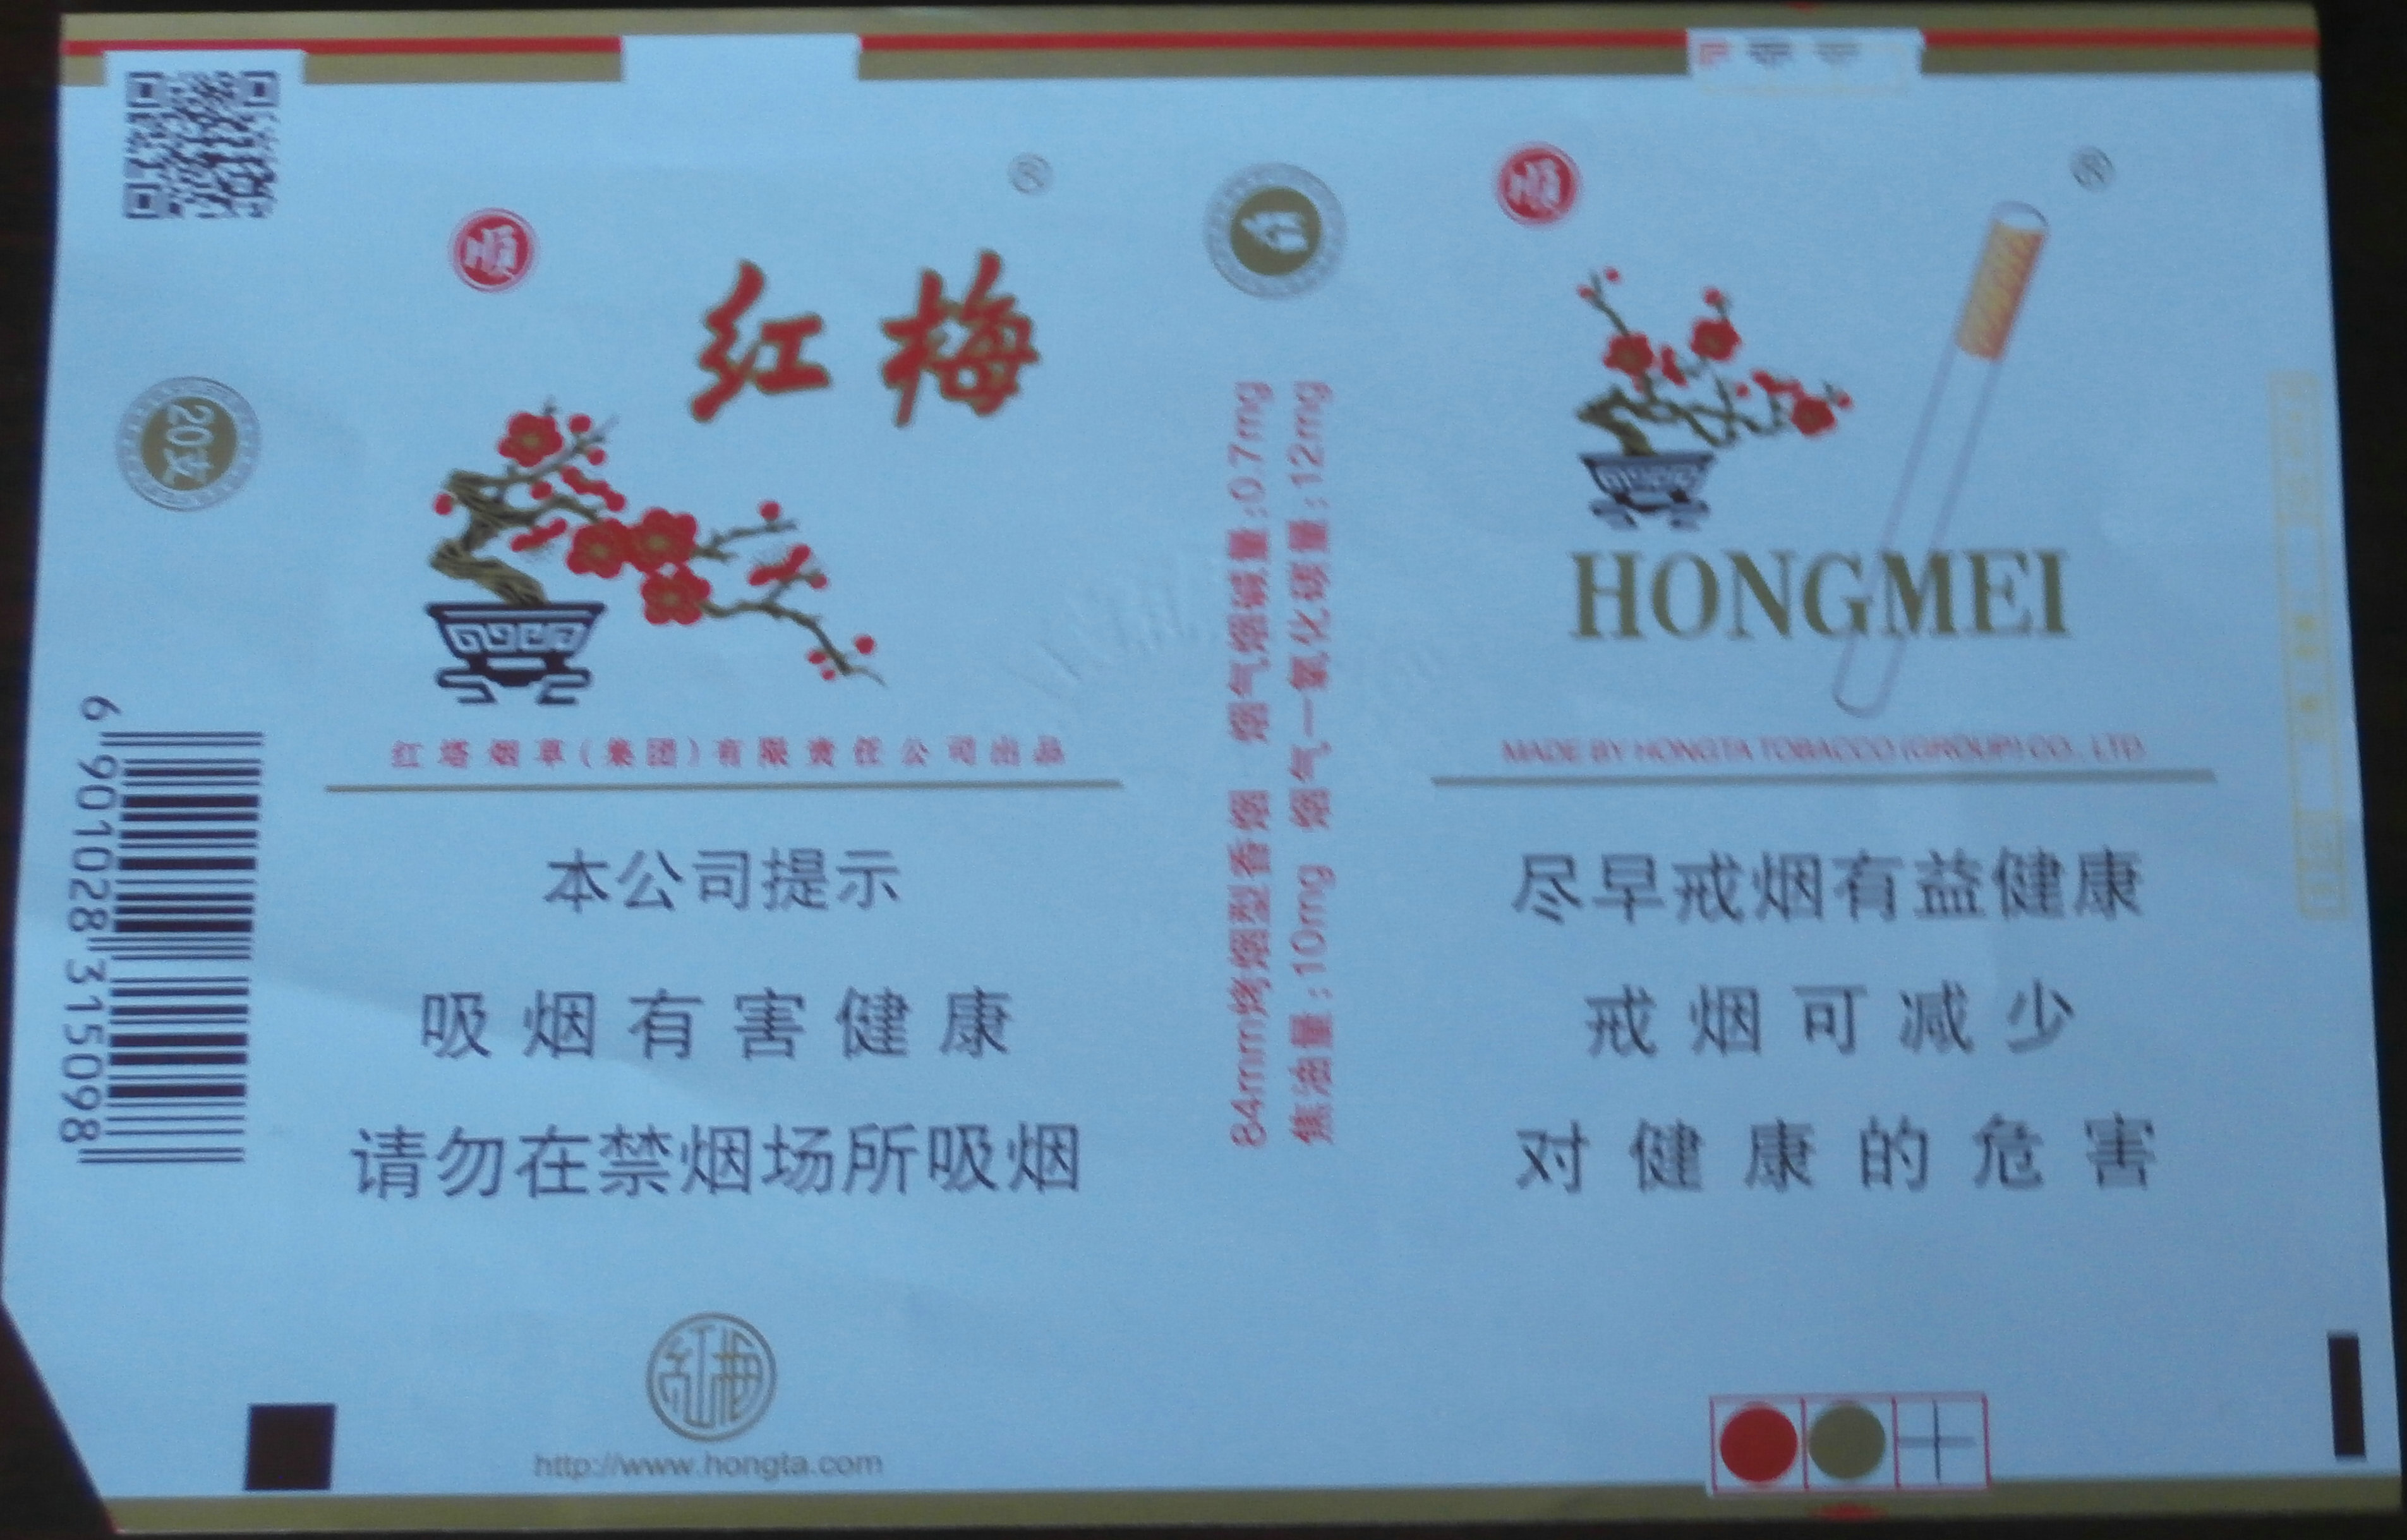 20支
6 901028 315098
順
红梅
红塔烟草(集团)有限责任公司出品
本公司提示
吸烟有害健康
请勿在禁烟场所吸烟
红梅
http://www.hongta.com
84mm烤烟型香烟 烟气烟碱量:0.7mg
焦油量:10mg 烟气一氧化碳量:12mg
順
HONGMEI
MADE BY HONGTA TOBACCO (GROUP) CO., LTD.
尽早戒烟有益健康
戒烟可减少
对健康的危害